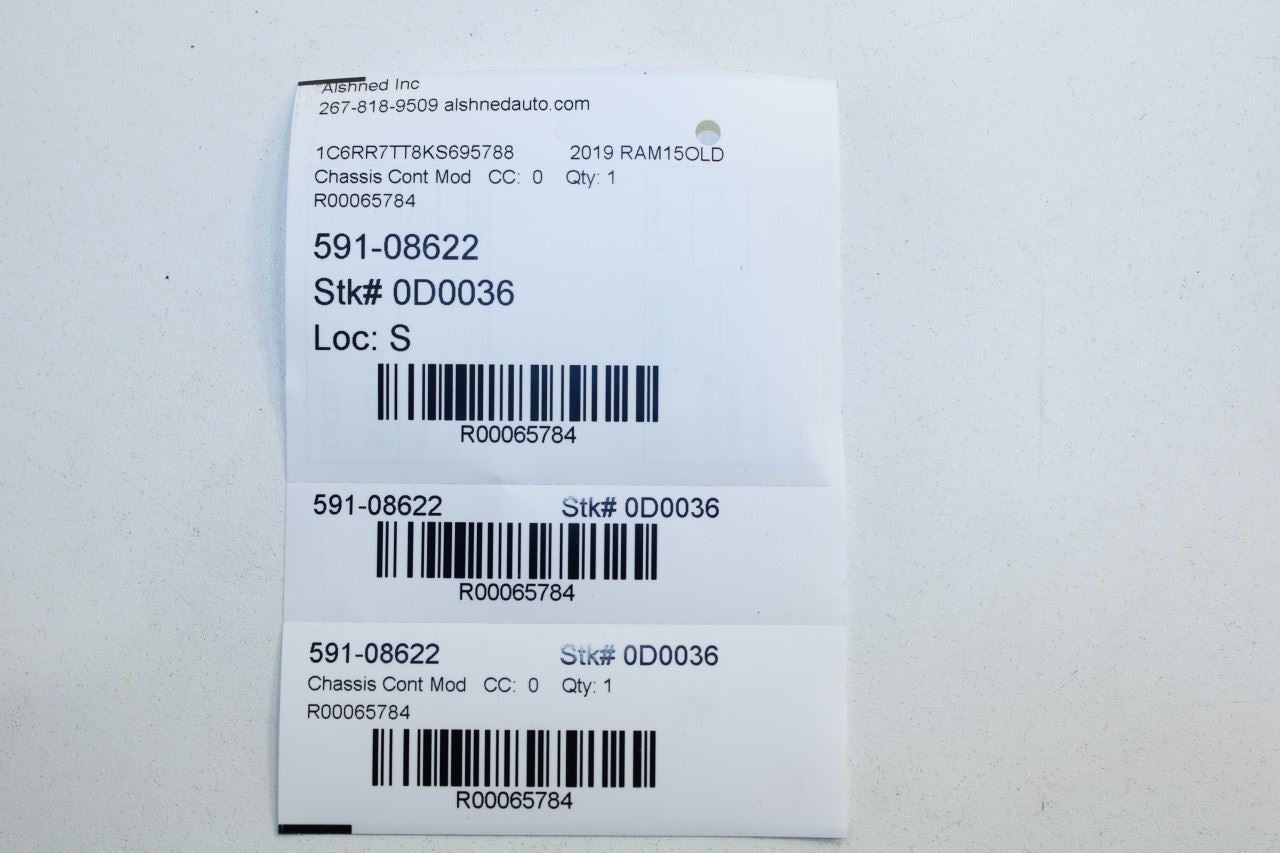 Alshned Inc
267-818-9509 alshnedauto.com
1C6RR7TT8KS695788 2019 RAM15OLD
Chassis Cont Mod CC: 0 Qty: 1
R00065784
591-08622
Stk# 0D0036
Loc: S
R00065784
591-08622 Stk# 0D0036
R00065784
591-08622 Stk# 0D0036
Chassis Cont Mod CC: 0 Qty: 1
R00065784
R00065784